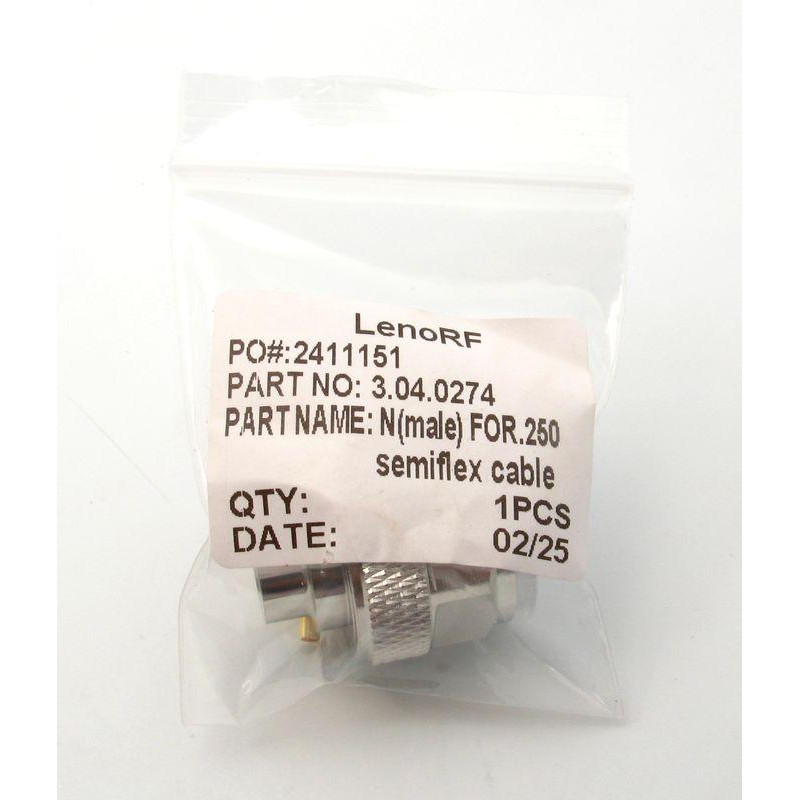 LenoRF
PO#:2411151
PART NO: 3.04.0274
PART NAME: N(male) FOR.250
semiflex cable
QTY: 1PCS
DATE: 02/25